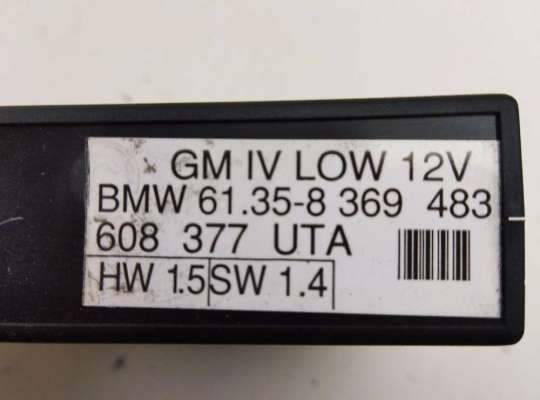 GM IV LOW 12V
BMW 61.35-8 369 483
608 377 UTA
HW 1.5 SW 1.4